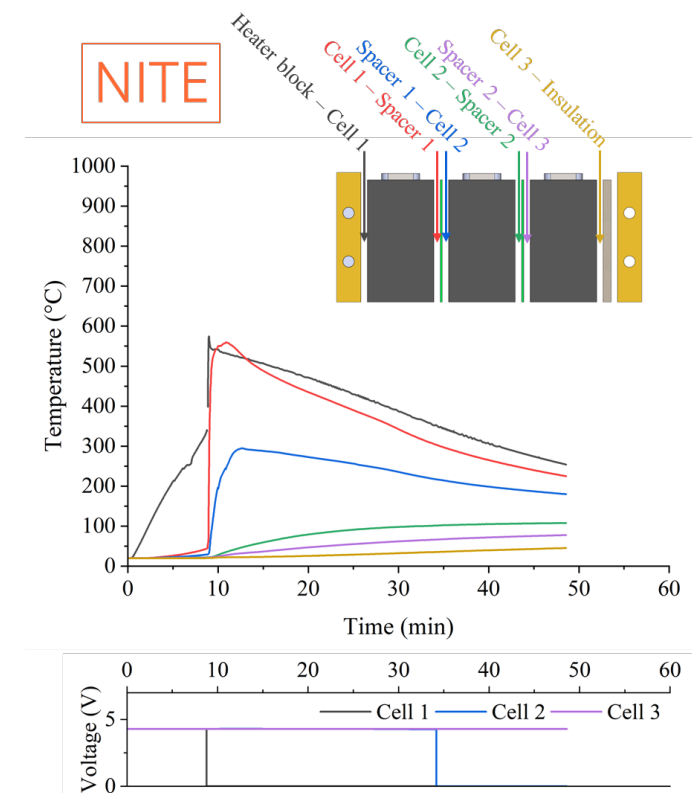 NITE
Heater block – Cell 1
Cell 1 – Spacer 1
Spacer 1 – Cell 2
Cell 2 – Spacer 2
Spacer 2 – Cell 3
Cell 3 – Insulation
1000
900
800
700
600
500
400
300
200
100
0
Temperature (°C)
0 10 20 30 40 50 60
Time (min)
0 10 20 30 40 50 60
Cell 1 Cell 2 Cell 3
5
0
Voltage (V)